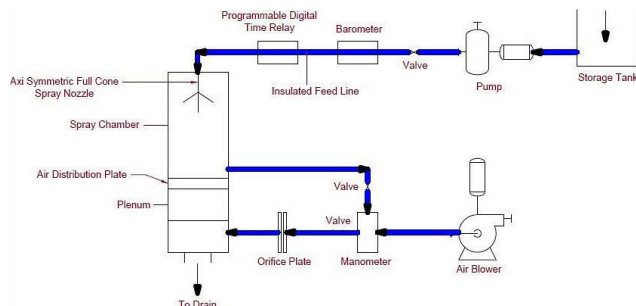 Programmable Digital
Time Relay
Barometer
Valve
Axi Symmetric Full Cone
Spray Nozzle
Insulated Feed Line
Pump
Storage Tank
Spray Chamber
Air Distribution Plate
Valve
Plenum
Valve
Orifice Plate
Manometer
Air Blower
To Drain